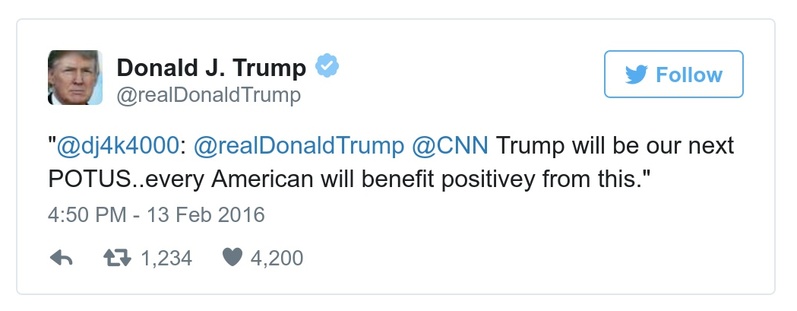 Donald J. Trump
Follow
@realDonaldTrump
"@dj4k4000: @realDonaldTrump @CNN Trump will be our next
POTUS..every American will benefit positivey from this."
4:50 PM - 13 Feb 2016
1,234 4,200